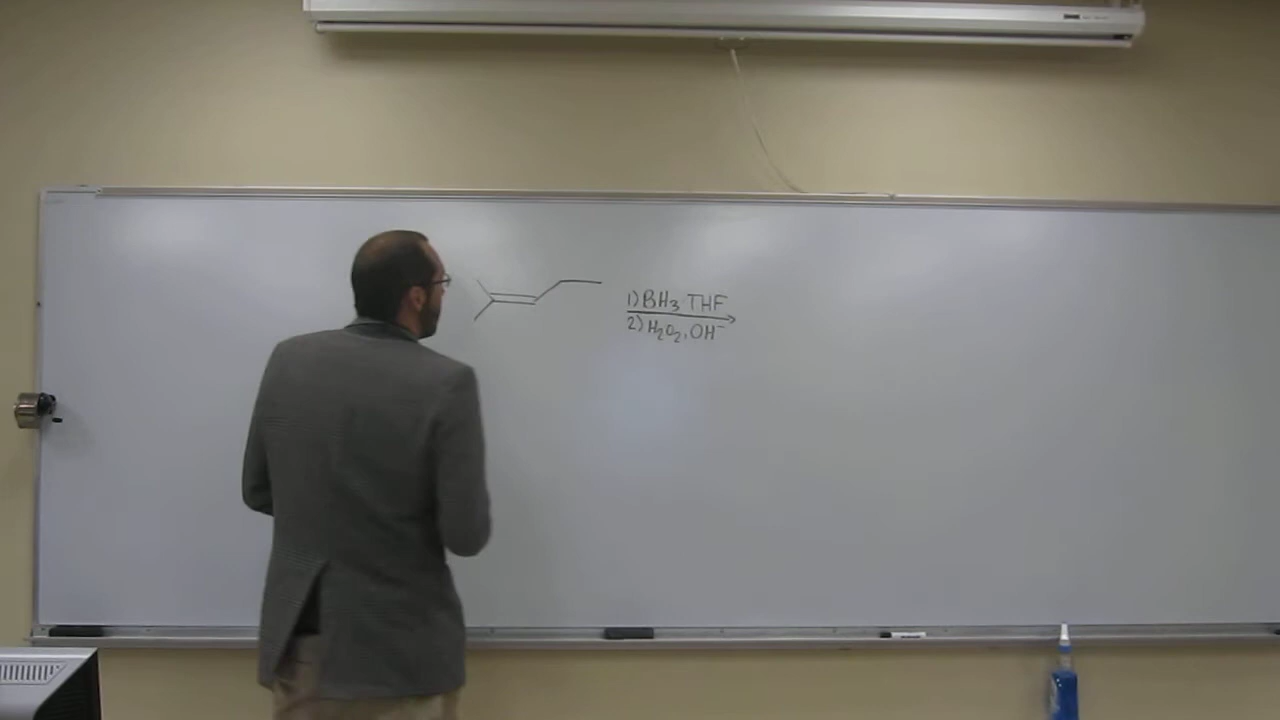 1) BH₃ THF
2) H₂O₂, OH⁻